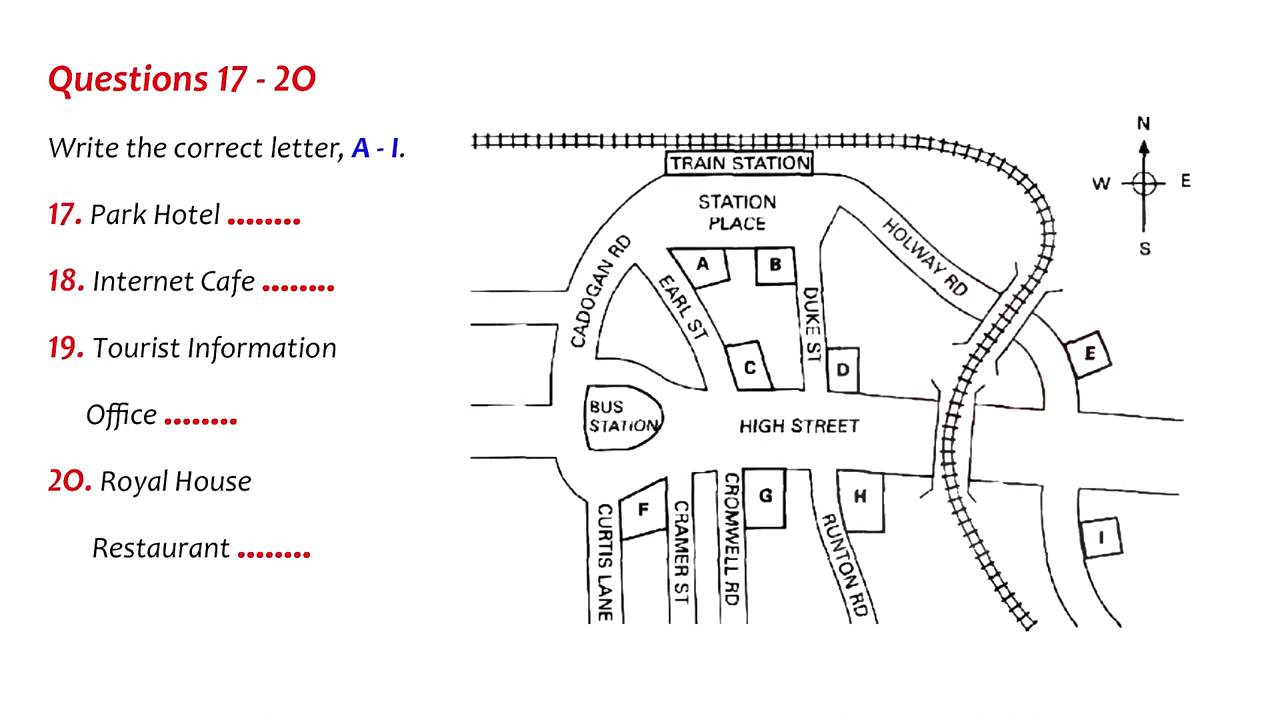 Questions 17 - 20
Write the correct letter, A - I.
17. Park Hotel ........
18. Internet Cafe ........
19. Tourist Information
Office ........
20. Royal House
Restaurant ........
N
W
E
S
TRAIN STATION
STATION
PLACE
CADOGAN RD
HOLWAY RD
A
B
EARL ST
DUKE ST
C
D
E
BUS
STATION
HIGH STREET
CURTIS LANE
F
CRAMER ST
CROMWELL RD
G
RUNTON RD
H
I